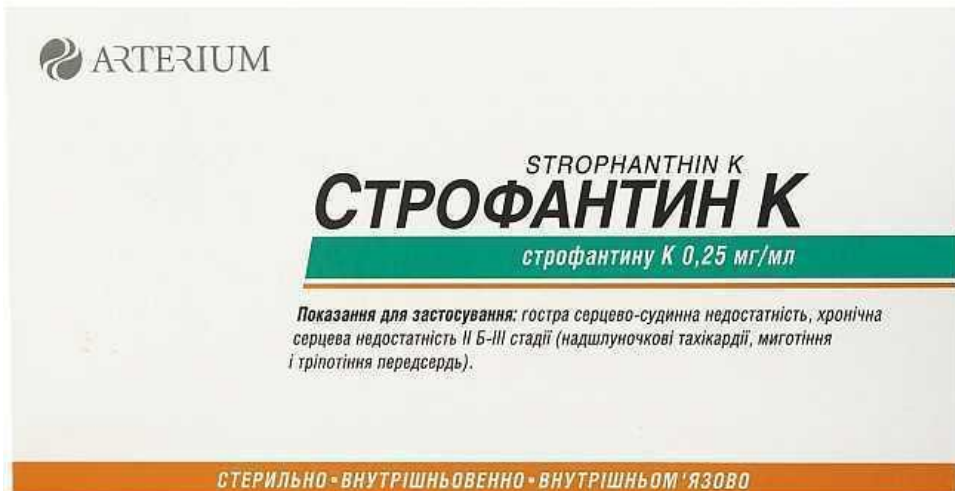 ARTERIUM
STROPHANTHIN K
СТРОФАНТИН К
строфантину К 0,25 мг/мл
Показання для застосування: гостра серцево-судинна недостатність, хронічна
серцева недостатність II Б-III стадії (надшлуночкові тахікардії, миготіння
і тріпотіння передсердь).
СТЕРИЛЬНО▪ВНУТРІШНЬОВЕННО▪ВНУТРІШНЬОМ'ЯЗОВО